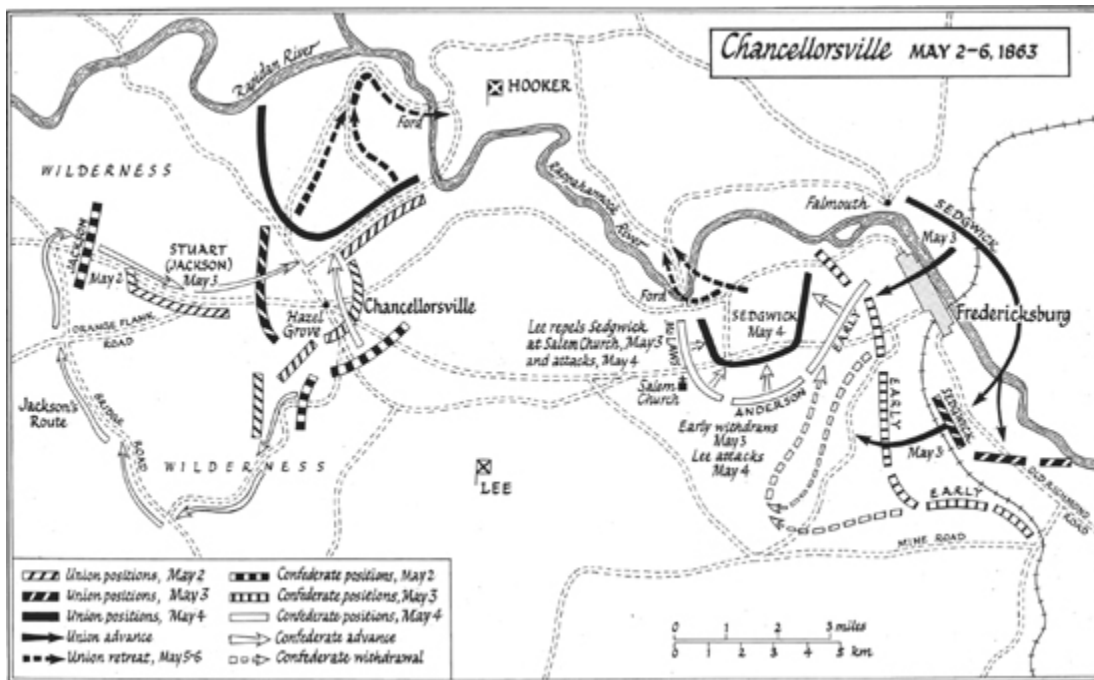 Chancellorsville MAY 2-6, 1863
Rapidan River
HOOKER
Ford
WILDERNESS
Rappahannock River
Falmouth
SEDGWICK
May 3
JACKSON
May 2
STUART
(JACKSON)
May 3
Chancellorsville
Hazel
Grove
ORANGE PLANK
ROAD
Ford
SEDGWICK
May 4
Fredericksburg
Lee repels Sedgwick
at Salem Church, May 3
and attacks, May 4
McLAWS
EARLY
Salem
Church
ANDERSON
Jackson's
Route
BRIDGE
ROAD
WILDERNESS
Early withdraws
May 3
Lee attacks
May 4
EARLY
SEDGWICK
May 3
LEE
EARLY
OLD RICHMOND
ROAD
MINE ROAD
Union positions, May 2
Union positions, May 3
Union positions, May 4
Union advance
Union retreat, May 5-6
Confederate positions, May 2
Confederate positions, May 3
Confederate positions, May 4
Confederate advance
Confederate withdrawal
0 1 2 3 miles
0 1 2 3 4 5 km